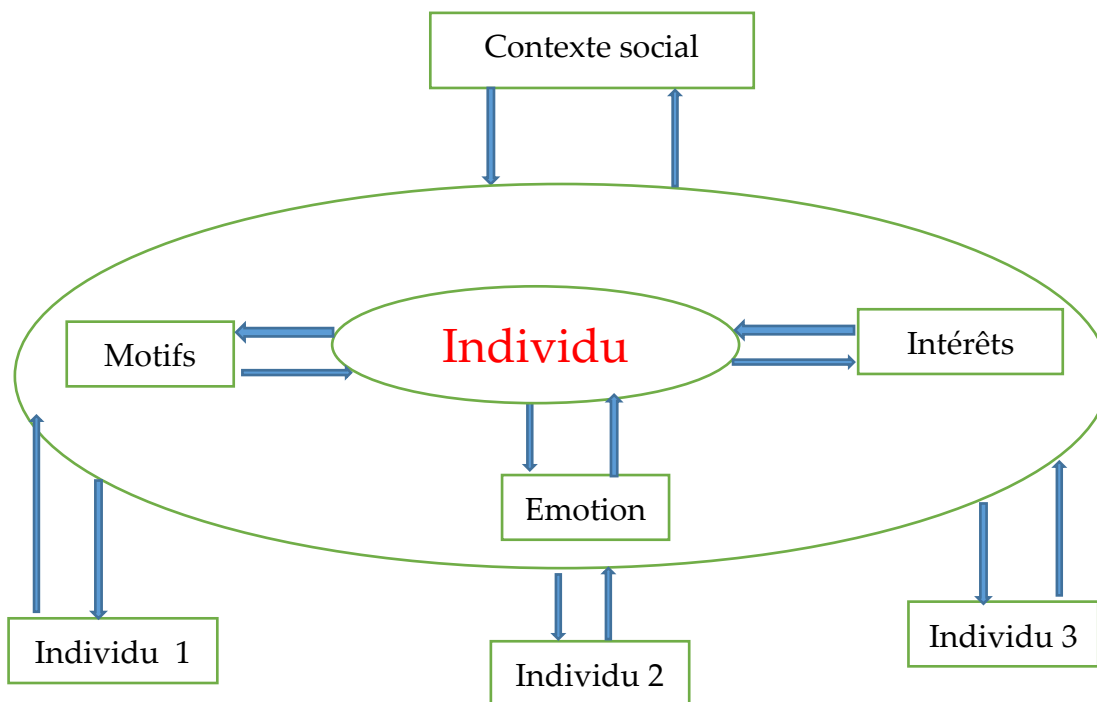 Contexte social
Motifs
Individu
Intérêts
Emotion
Individu 1
Individu 2
Individu 3